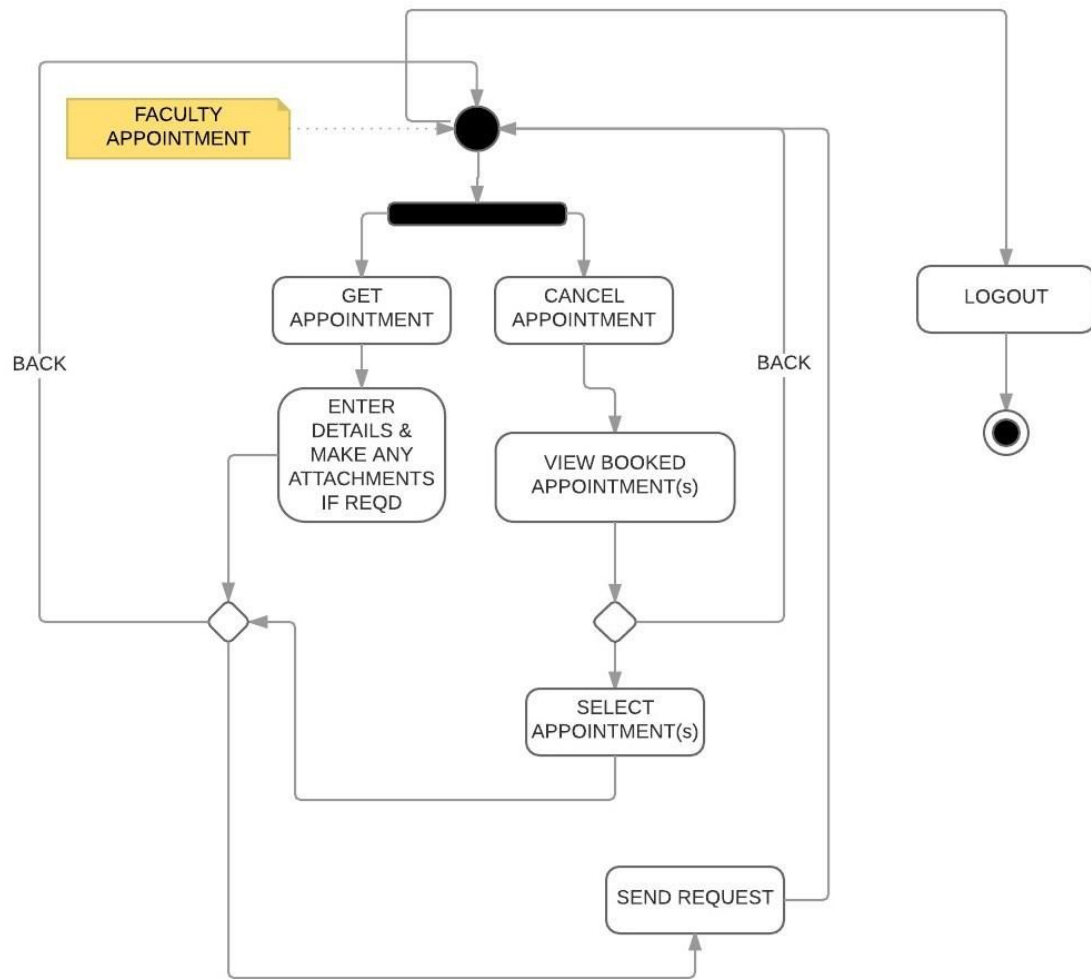 FACULTY
APPOINTMENT
GET
APPOINTMENT
CANCEL
APPOINTMENT
LOGOUT
BACK
BACK
ENTER
DETAILS &
MAKE ANY
ATTACHMENTS
IF REQD
VIEW BOOKED
APPOINTMENT(s)
SELECT
APPOINTMENT(s)
SEND REQUEST